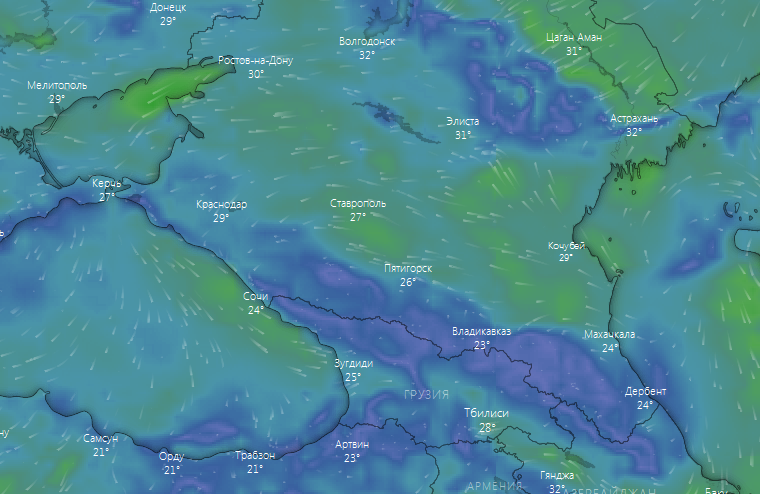 Донецк
29°
Волгодонск
32°
Цаган Аман
31°
Ростов-на-Дону
30°
Мелитополь
29°
Элиста
31°
Астрахань
32°
Керчь
27°
Краснодар
29°
Ставрополь
27°
Кочубей
29°
Пятигорск
26°
Сочи
24°
Владикавказ
23°
Махачкала
24°
Зугдиди
25°
ГРУЗИЯ
Дербент
24°
Тбилиси
28°
Самсун
21°
Орду
21°
Трабзон
21°
Артвин
23°
Гянджа
32°
АРМЕНИЯ
АЗЕРБАЙДЖАН